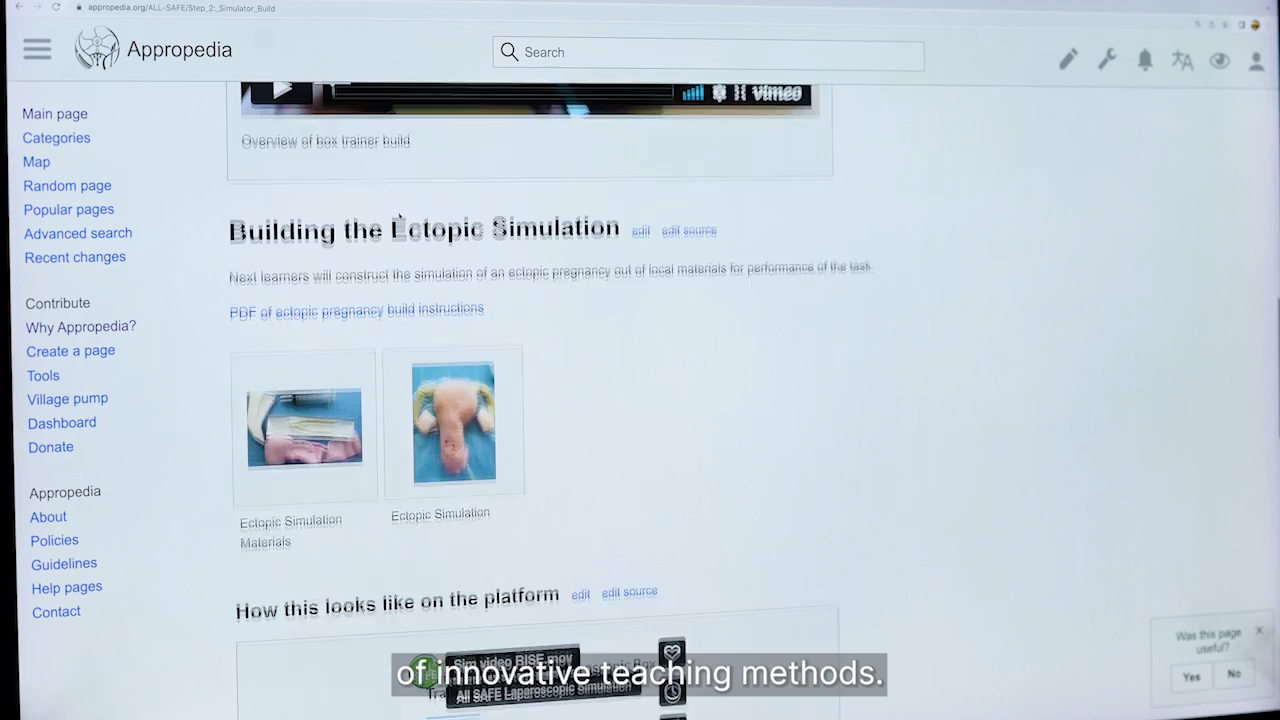 appropedia.org/ALL-SAFE/Step_2:_Simulator_Build
Appropedia
Search
Main page
Categories
Map
Random page
Popular pages
Advanced search
Recent changes
Contribute
Why Appropedia?
Create a page
Tools
Village pump
Dashboard
Donate
Appropedia
About
Policies
Guidelines
Help pages
Contact
vimeo
Overview of box trainer build
Building the Ectopic Simulation edit edit source
Next learners will construct the simulation of an ectopic pregnancy out of local materials for performance of the task.
PDF of ectopic pregnancy build instructions
Ectopic Simulation
Materials
Ectopic Simulation
How this looks like on the platform edit edit source
Sim video RISE.mov
All SAFE Laparoscopic Simulation
of innovative teaching methods.
Was this page
useful?
Yes No